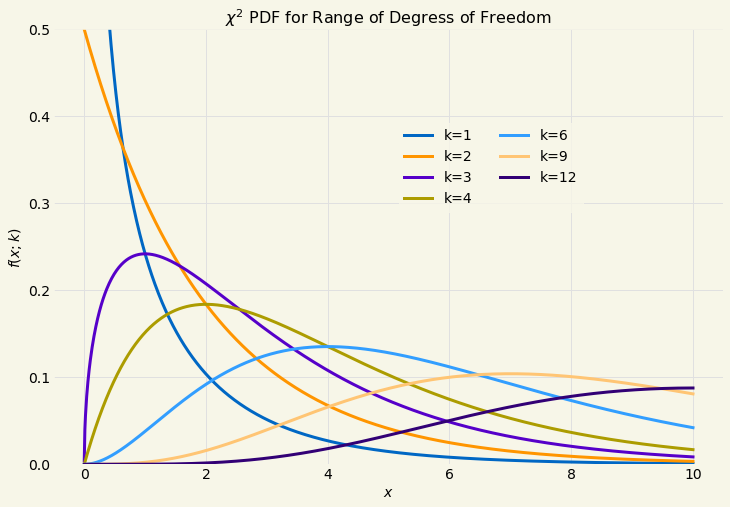 χ² PDF for Range of Degress of Freedom
0.5
0.4
0.3
0.2
0.1
0.0
f(x; k)
k=1
k=2
k=3
k=4
k=6
k=9
k=12
0 2 4 6 8 10
x